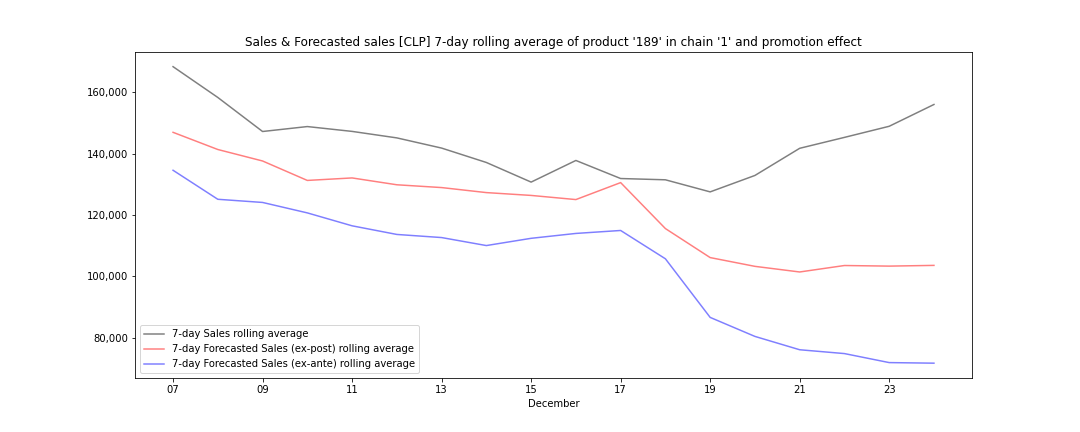 Sales & Forecasted sales [CLP] 7-day rolling average of product '189' in chain '1' and promotion effect
160,000
140,000
120,000
100,000
80,000
7-day Sales rolling average
7-day Forecasted Sales (ex-post) rolling average
7-day Forecasted Sales (ex-ante) rolling average
07 09 11 13 15 17 19 21 23
December